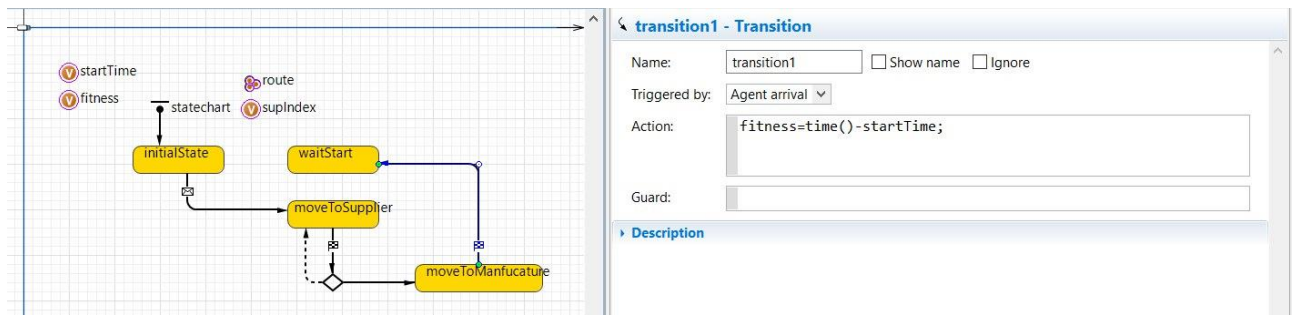 startTime
route
fitness
statechart
supIndex
initialState
waitStart
moveToSupplier
moveToManfucature
transition1 - Transition
Name:
transition1
Show name
Ignore
Triggered by:
Agent arrival
Action:
fitness=time()-startTime;
Guard:
Description